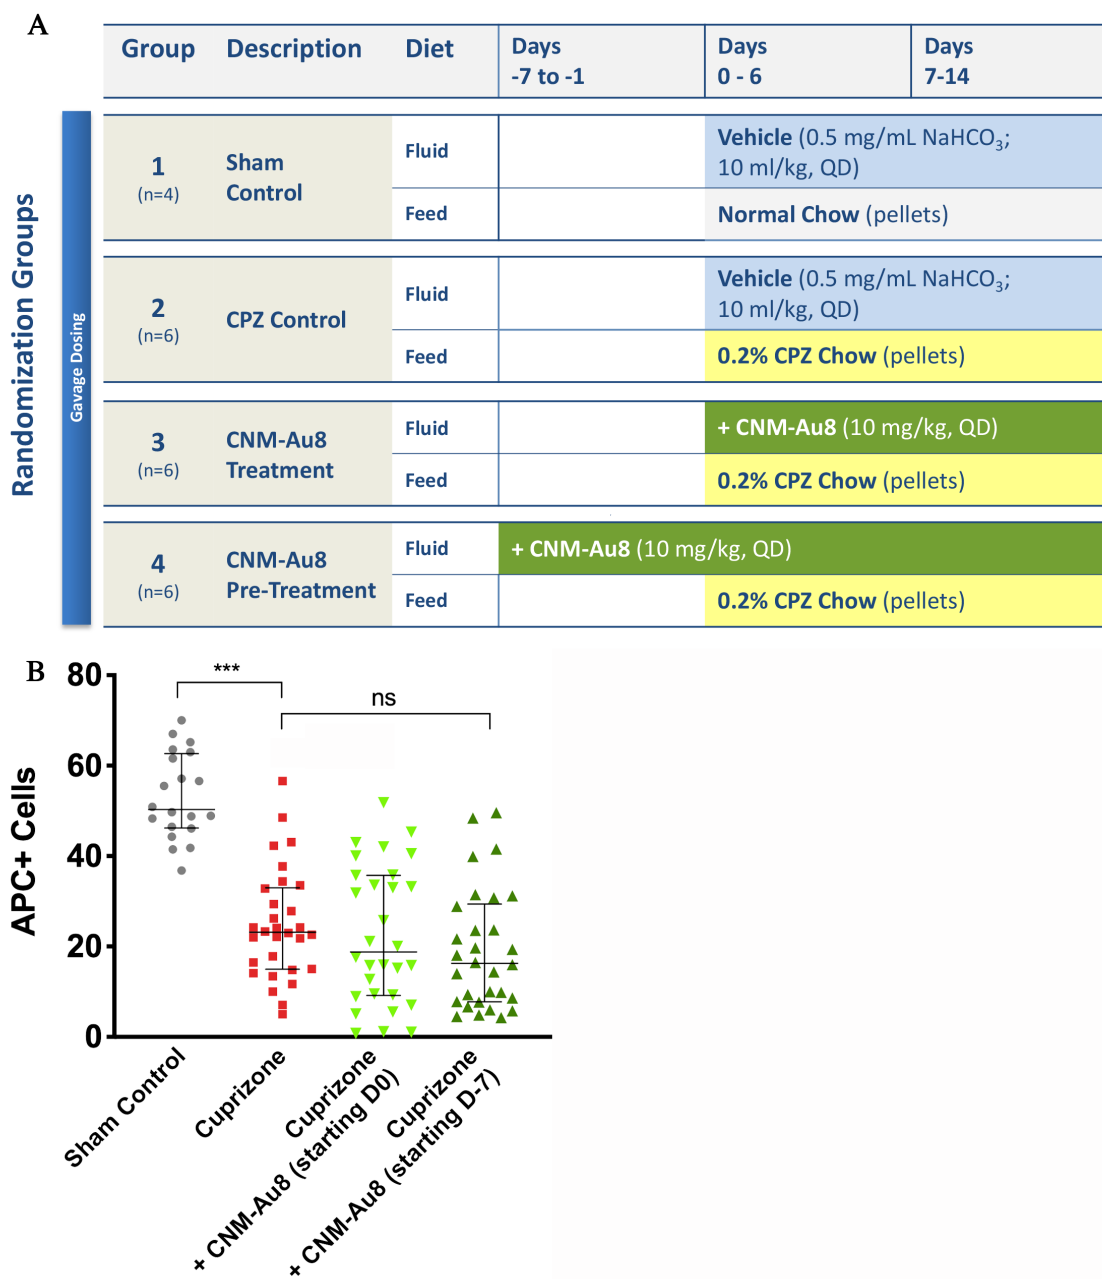 A
Group Description Diet Days Days Days
-7 to -1 0 - 6 7-14
Randomization Groups
Gavage Dosing
1
(n=4)
Sham
Control
Fluid
Vehicle (0.5 mg/mL NaHCO₃;
10 ml/kg, QD)
Feed
Normal Chow (pellets)
2
(n=6)
CPZ Control
Fluid
Vehicle (0.5 mg/mL NaHCO₃;
10 ml/kg, QD)
Feed
0.2% CPZ Chow (pellets)
3
(n=6)
CNM-Au8
Treatment
Fluid
+ CNM-Au8 (10 mg/kg, QD)
Feed
0.2% CPZ Chow (pellets)
4
(n=6)
CNM-Au8
Pre-Treatment
Fluid
+ CNM-Au8 (10 mg/kg, QD)
Feed
0.2% CPZ Chow (pellets)
B
APC+ Cells
80
60
40
20
0
***
ns
Sham Control
Cuprizone
Cuprizone
+ CNM-Au8 (starting D0)
Cuprizone
+ CNM-Au8 (starting D-7)